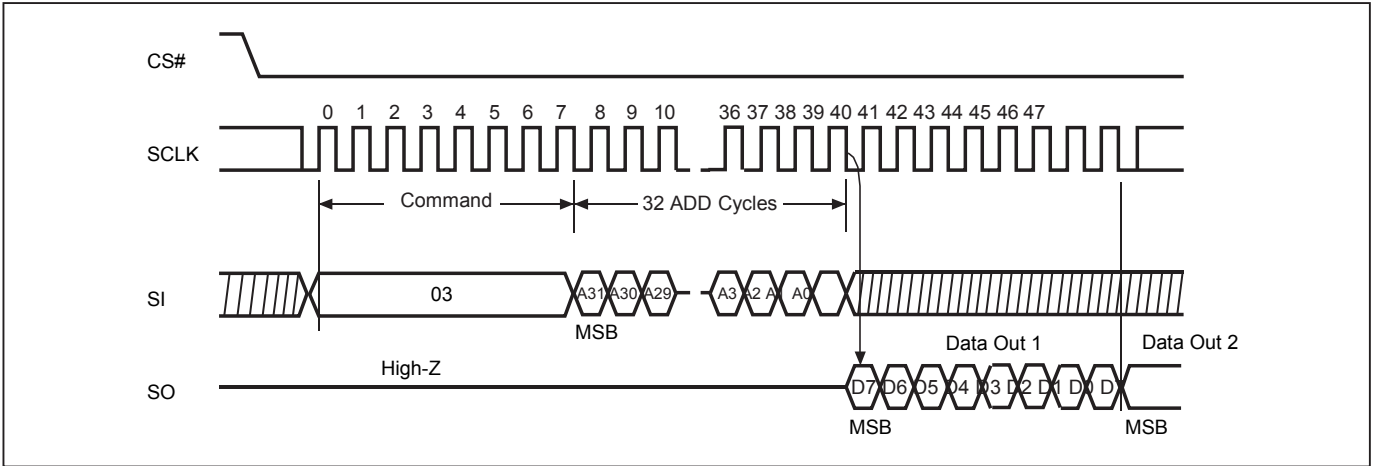 CS#
0 1 2 3 4 5 6 7 8 9 10 36 37 38 39 40 41 42 43 44 45 46 47
SCLK
Command 32 ADD Cycles
SI 03 A31 A30 A29 A3 A2 A A0
MSB
Data Out 1 Data Out 2
High-Z
SO D7 D6 D5 D4 D3 D2 D1 D0 D7
MSB MSB